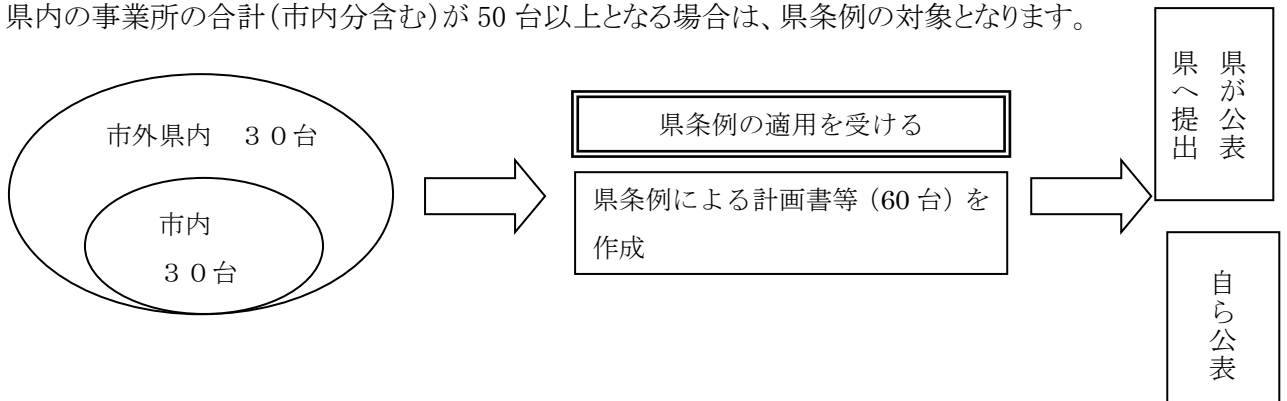 県内の事業所の合計(市内分含む)が 50 台以上となる場合は、県条例の対象となります。
市外県内　３０台
市内
３０台
県条例の適用を受ける
県条例による計画書等（60 台）を
作成
県が公表
県へ提出
自ら公表